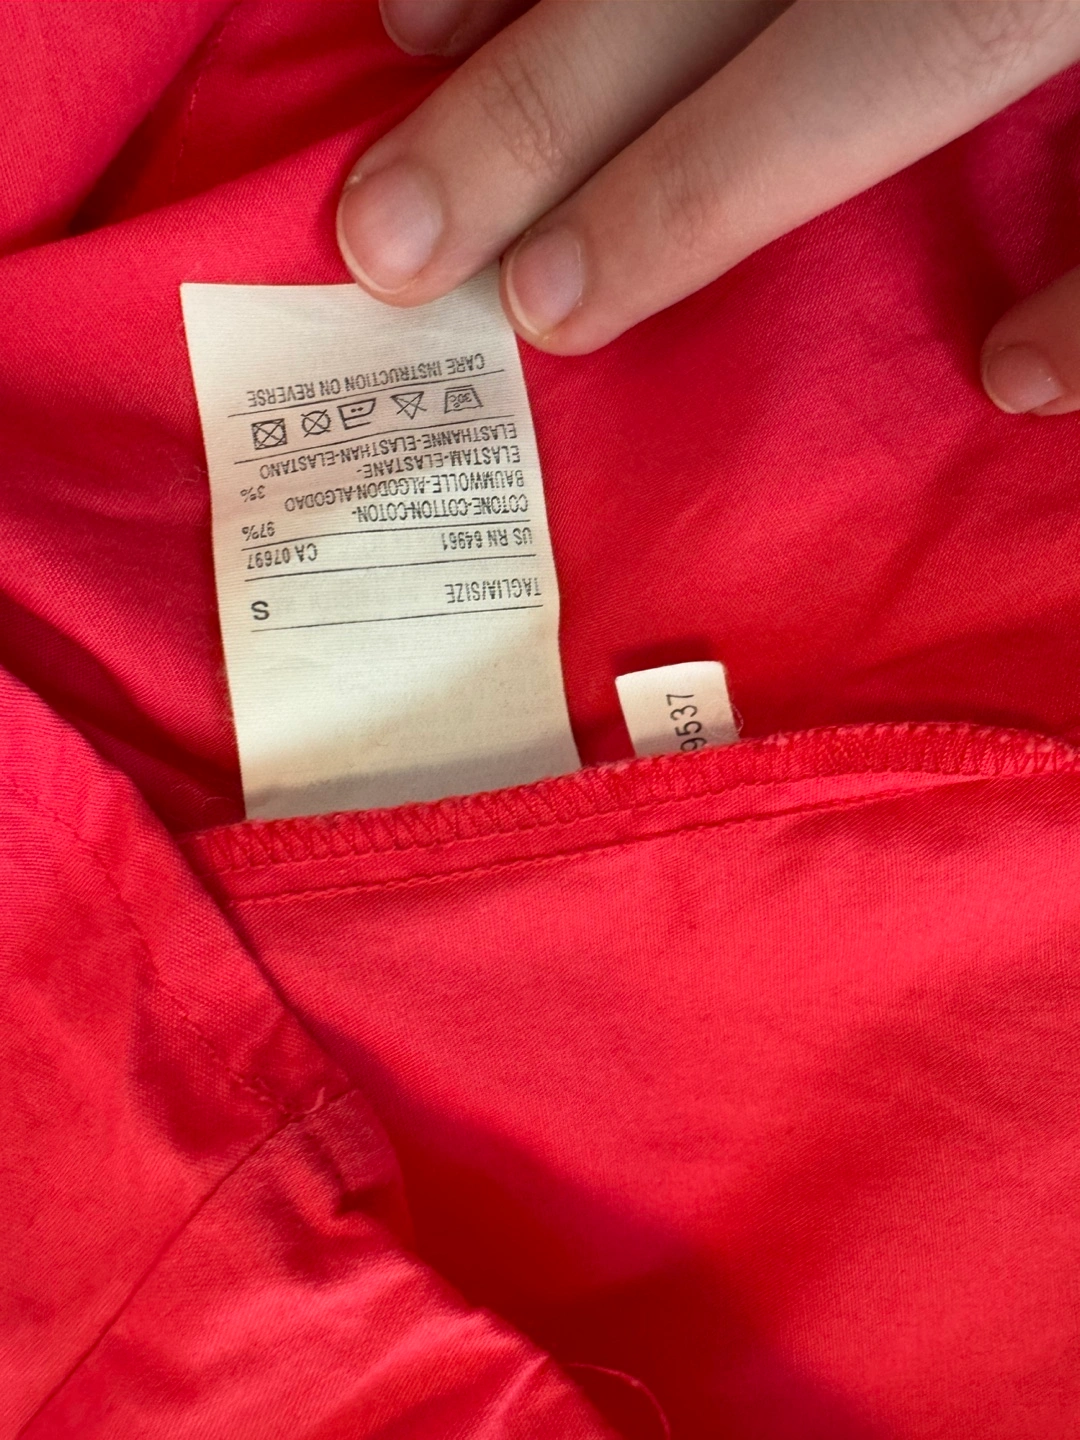 TAGLIA/SIZE S
US RN 64961 CA 07697
COTONE-COTTON-COTON- 97%
BAUMWOLLE-ALGODON-ALGODAO
ELASTAM-ELASTANE- 3%
ELASTHANNE-ELASTHAN-ELASTANO
30°
CARE INSTRUCTION ON REVERSE
9537